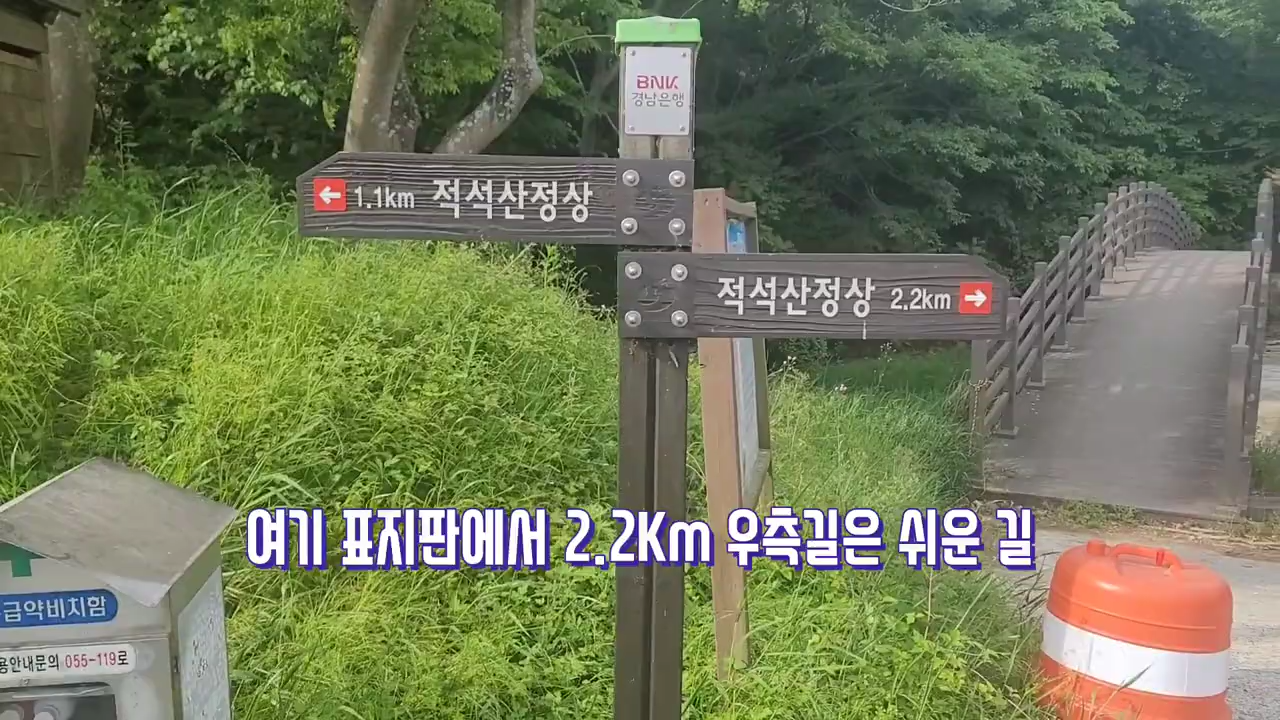 BNK
경남은행
1.1km 적석산정상
적석산정상 2.2km
여기 표지판에서 2.2Km 우측길은 쉬운 길
급약비치함
용안내문의 055-119로